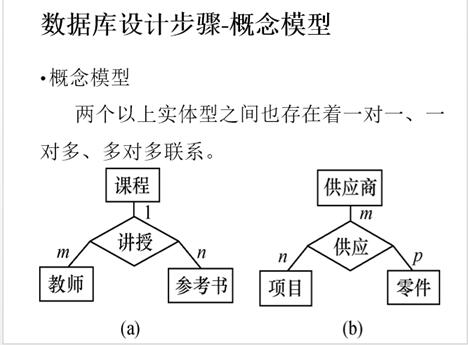 数据库设计步骤-概念模型
•概念模型
两个以上实体型之间也存在着一对一、一
对多、多对多联系。
课程
1
讲授
m
n
教师
参考书
(a)
供应商
m
供应
n
p
项目
零件
(b)